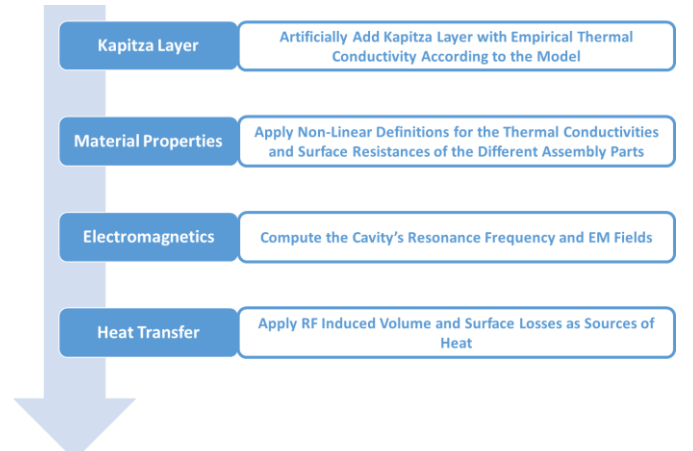 Kapitza Layer
Artificially Add Kapitza Layer with Empirical Thermal
Conductivity According to the Model
Material Properties
Apply Non-Linear Definitions for the Thermal Conductivities
and Surface Resistances of the Different Assembly Parts
Electromagnetics
Compute the Cavity's Resonance Frequency and EM Fields
Heat Transfer
Apply RF Induced Volume and Surface Losses as Sources of
Heat